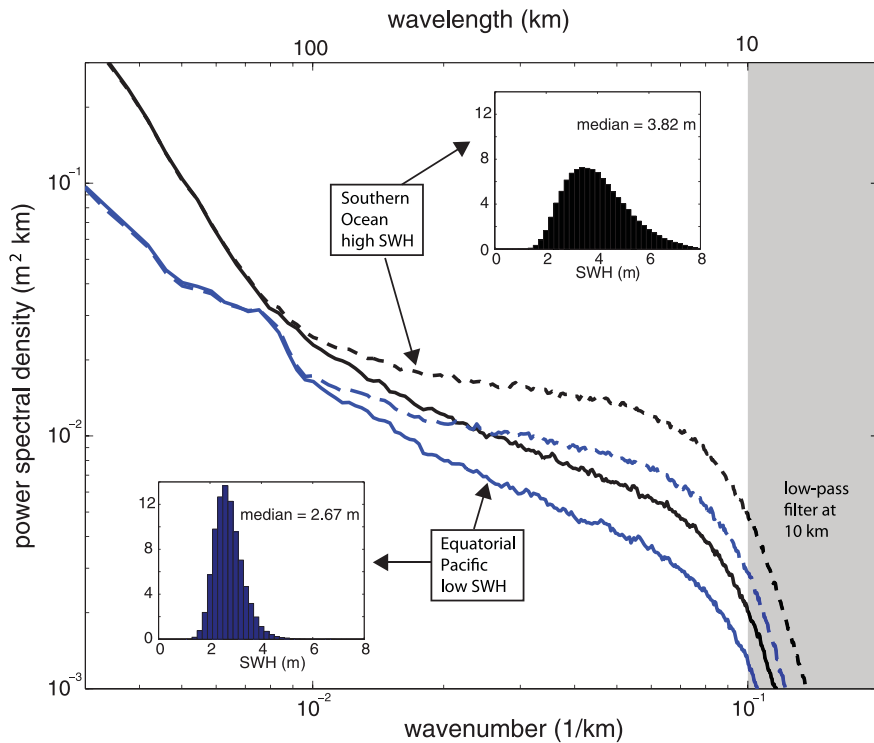 wavelength (km)
100
10
power spectral density (m² km)
10⁻¹
10⁻²
10⁻³
12
8
4
0
median = 3.82 m
0
2
4
6
8
SWH (m)
Southern
Ocean
high SWH
low-pass
filter at
10 km
12
8
4
0
median = 2.67 m
0
2
4
6
8
SWH (m)
Equatorial
Pacific
low SWH
10⁻²
10⁻¹
wavenumber (1/km)